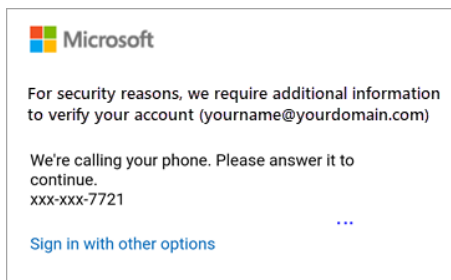 Microsoft
For security reasons, we require additional information
to verify your account (yourname@yourdomain.com)
We're calling your phone. Please answer it to
continue.
xxx-xxx-7721
...
Sign in with other options